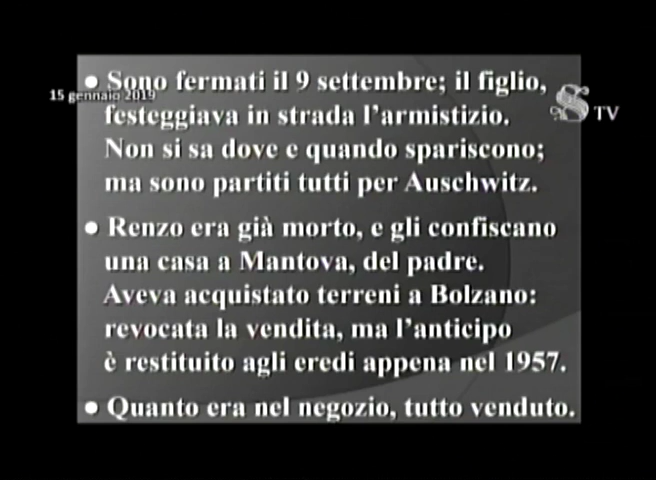 ● Sono fermati il 9 settembre; il figlio,
15 gennaio 2019
TV
festeggiava in strada l'armistizio.
Non si sa dove e quando spariscono;
ma sono partiti tutti per Auschwitz.
● Renzo era già morto, e gli confiscano
una casa a Mantova, del padre.
Aveva acquistato terreni a Bolzano:
revocata la vendita, ma l'anticipo
è restituito agli eredi appena nel 1957.
● Quanto era nel negozio, tutto venduto.